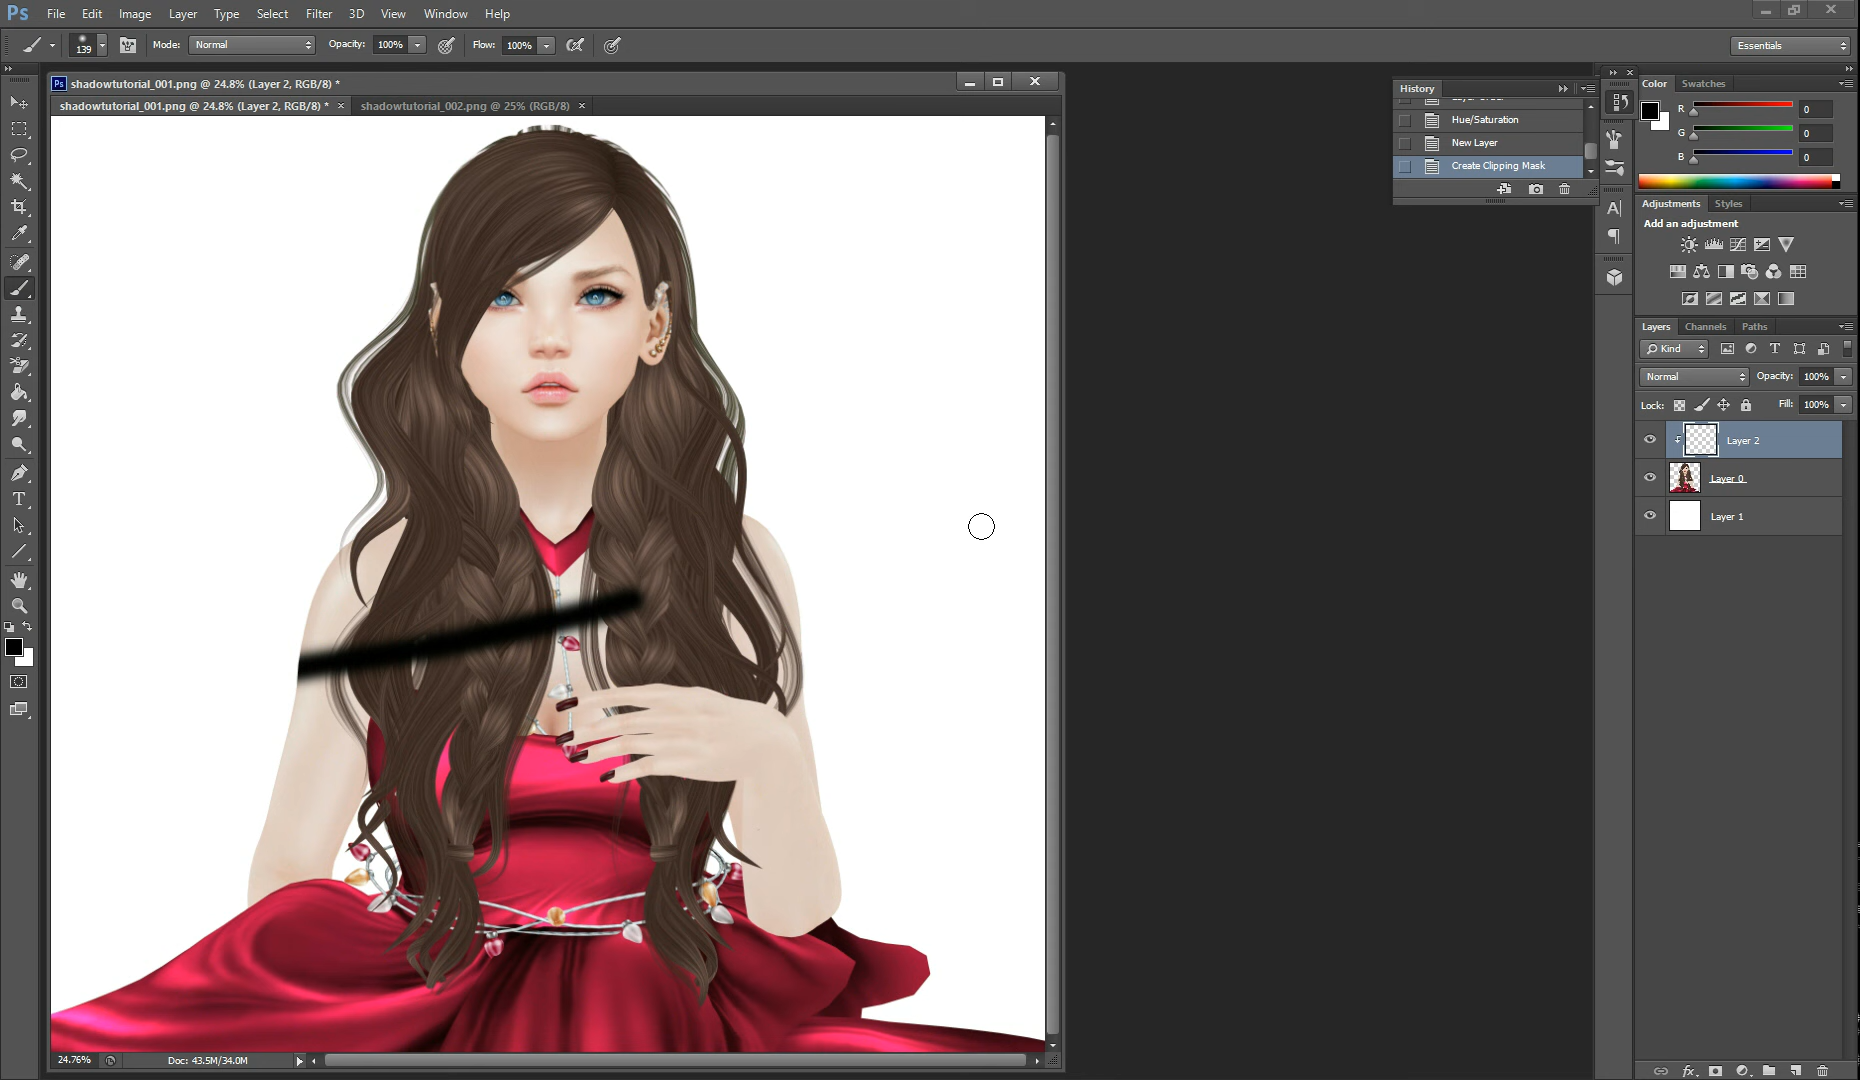 Ps File Edit Image Layer Type Select Filter 3D View Window Help
139 Mode: Normal Opacity: 100% Flow: 100% Essentials
Ps shadowtutorial_001.png @ 24.8% (Layer 2, RGB/8) *
shadowtutorial_001.png @ 24.8% (Layer 2, RGB/8) * × shadowtutorial_002.png @ 25% (RGB/8) ×
History
Hue/Saturation
New Layer
Create Clipping Mask
Color Swatches
R 0
G 0
B 0
Adjustments Styles
Add an adjustment
Layers Channels Paths
Kind
Normal Opacity: 100%
Lock: Fill: 100%
Layer 2
Layer 0
Layer 1
24.76% Doc: 43.5M/34.0M
fx